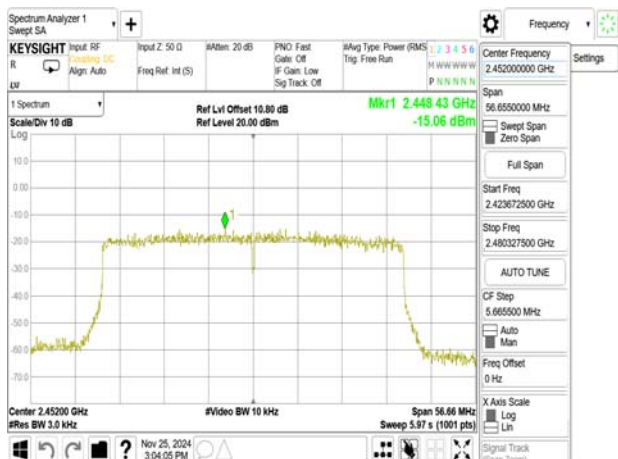 Spectrum Analyzer 1
Swept SA
+
Frequency
KEYSIGHT
R
Input: RF
Coupling: DC
Align: Auto
Input Z: 50 Ω
Freq Ref: Int (S)
#Atten: 20 dB
PNO: Fast
Gate: Off
IF Gain: Low
Sig Track: Off
#Avg Type: Power (RMS
Trig: Free Run
1 2 3 4 5 6
M W W W W W
P N N N N N
Center Frequency
2.452000000 GHz
Settings
Span
56.6550000 MHz
Swept Span
Zero Span
Full Span
Start Freq
2.423672500 GHz
Stop Freq
2.480327500 GHz
AUTO TUNE
CF Step
5.665500 MHz
Auto
Man
Freq Offset
0 Hz
X Axis Scale
Log
Lin
Signal Track
1 Spectrum
Scale/Div 10 dB
Ref Lvl Offset 10.80 dB
Ref Level 20.00 dBm
Mkr1 2.448 43 GHz
-15.06 dBm
Log
10.0
0.00
-10.0
-20.0
-30.0
-40.0
-50.0
-60.0
-70.0
1
Center 2.45200 GHz
#Res BW 3.0 kHz
#Video BW 10 kHz
Span 56.66 MHz
Sweep 5.97 s (1001 pts)
?
Nov 25, 2024
3:04:05 PM